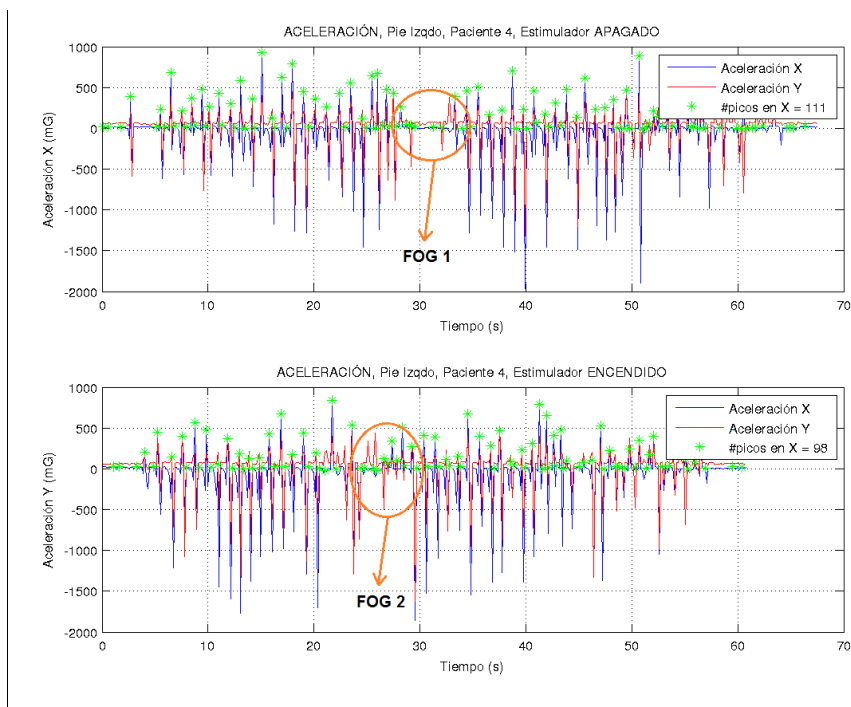 ACELERACIÓN, Pie Izqdo, Paciente 4, Estimulador APAGADO
Aceleración X (mG)
1000
500
0
-500
-1000
-1500
-2000
Aceleración X
Aceleración Y
#picos en X = 111
FOG 1
0 10 20 30 40 50 60 70
Tiempo (s)
ACELERACIÓN, Pie Izqdo, Paciente 4, Estimulador ENCENDIDO
Aceleración Y (mG)
1000
500
0
-500
-1000
-1500
-2000
Aceleración X
Aceleración Y
#picos en X = 98
FOG 2
0 10 20 30 40 50 60 70
Tiempo (s)